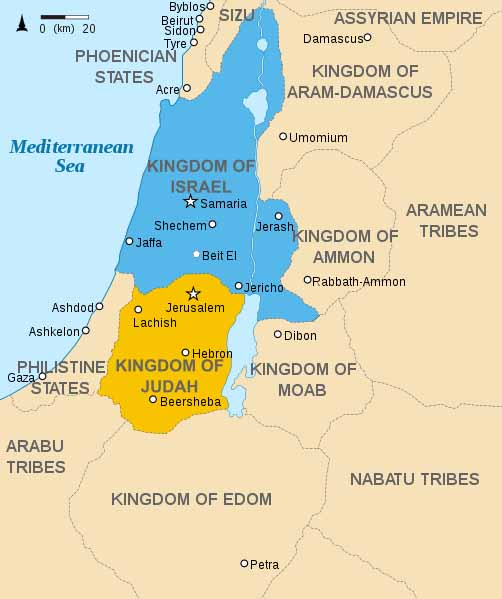 Byblos
SIZU
ASSYRIAN EMPIRE
Beirut
0 (km) 20
Sidon
Damascus
Tyre
PHOENICIAN
STATES
KINGDOM OF
ARAM-DAMASCUS
Acre
Umomium
Mediterranean
Sea
KINGDOM OF
ISRAEL
Samaria
ARAMEAN
TRIBES
Shechem
Jerash
KINGDOM OF
AMMON
Jaffa
Beit El
Rabbath-Ammon
Jericho
Ashdod
Jerusalem
Lachish
Ashkelon
Dibon
Hebron
PHILISTINE
STATES
Gaza
KINGDOM OF
JUDAH
KINGDOM OF
MOAB
Beersheba
ARABU
TRIBES
NABATU TRIBES
KINGDOM OF EDOM
Petra